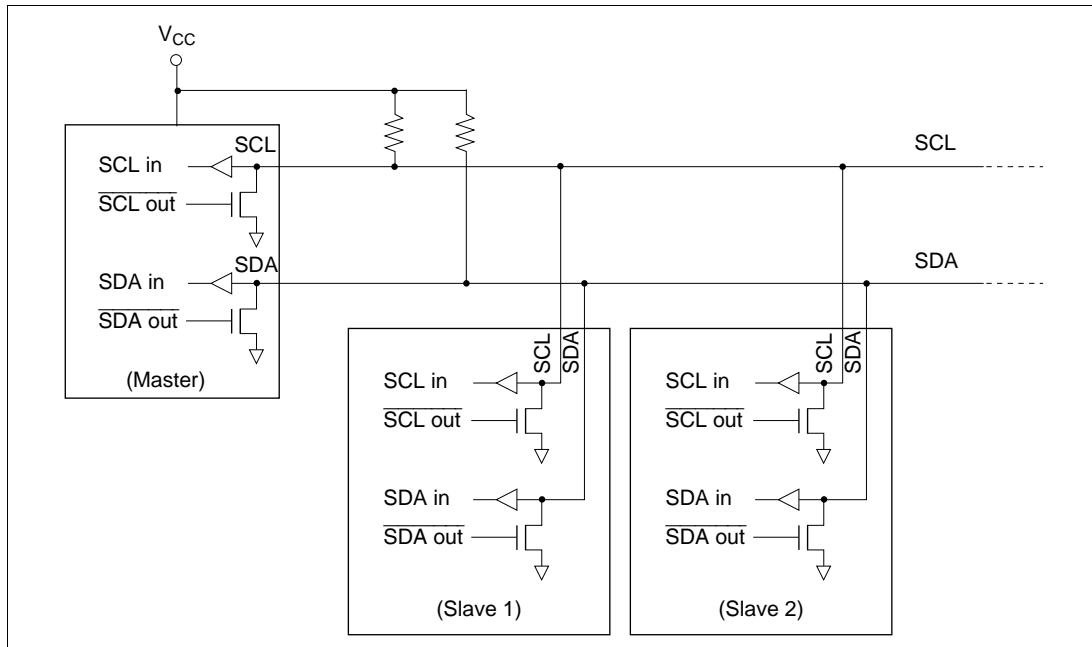 VCC
SCL
SCL in
SCL out
SDA
SDA in
SDA out
(Master)
SCL
SDA
SCL
SDA
SCL in
SCL out
SDA in
SDA out
(Slave 1)
SCL
SDA
SCL in
SCL out
SDA in
SDA out
(Slave 2)